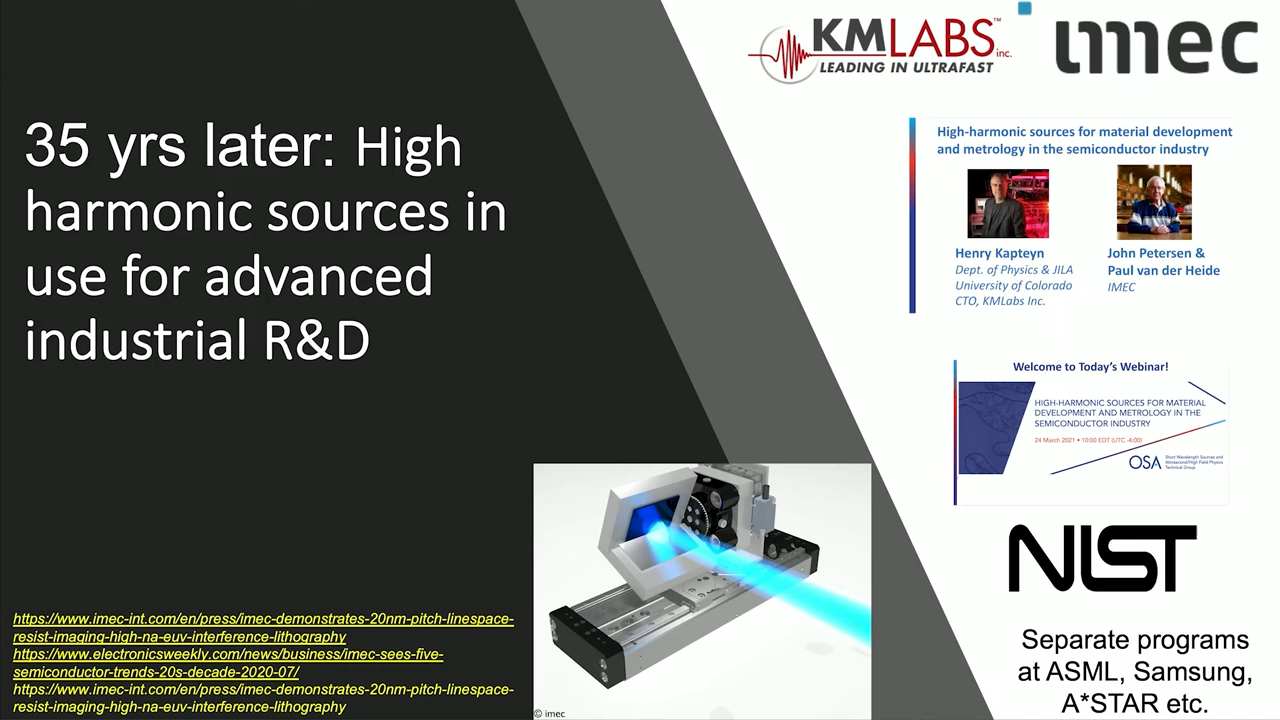 35 yrs later: High
harmonic sources in
use for advanced
industrial R&D
https://www.imec-int.com/en/press/imec-demonstrates-20nm-pitch-linespace-
resist-imaging-high-na-euv-interference-lithography
https://www.electronicsweekly.com/news/business/imec-sees-five-
semiconductor-trends-20s-decade-2020-07/
https://www.imec-int.com/en/press/imec-demonstrates-20nm-pitch-linespace-
resist-imaging-high-na-euv-interference-lithography
© imec
KMLABS™ inc.
LEADING IN ULTRAFAST
imec
High-harmonic sources for material development
and metrology in the semiconductor industry
Henry Kapteyn
Dept. of Physics & JILA
University of Colorado
CTO, KMLabs Inc.
John Petersen &
Paul van der Heide
IMEC
Welcome to Today's Webinar!
HIGH-HARMONIC SOURCES FOR MATERIAL
DEVELOPMENT AND METROLOGY IN THE
SEMICONDUCTOR INDUSTRY
24 March 2021 • 10:00 EDT (UTC -4:00)
OSA
Short Wavelength Sources and
Attosecond/High Field Physics
Technical Group
NIST
Separate programs
at ASML, Samsung,
A*STAR etc.